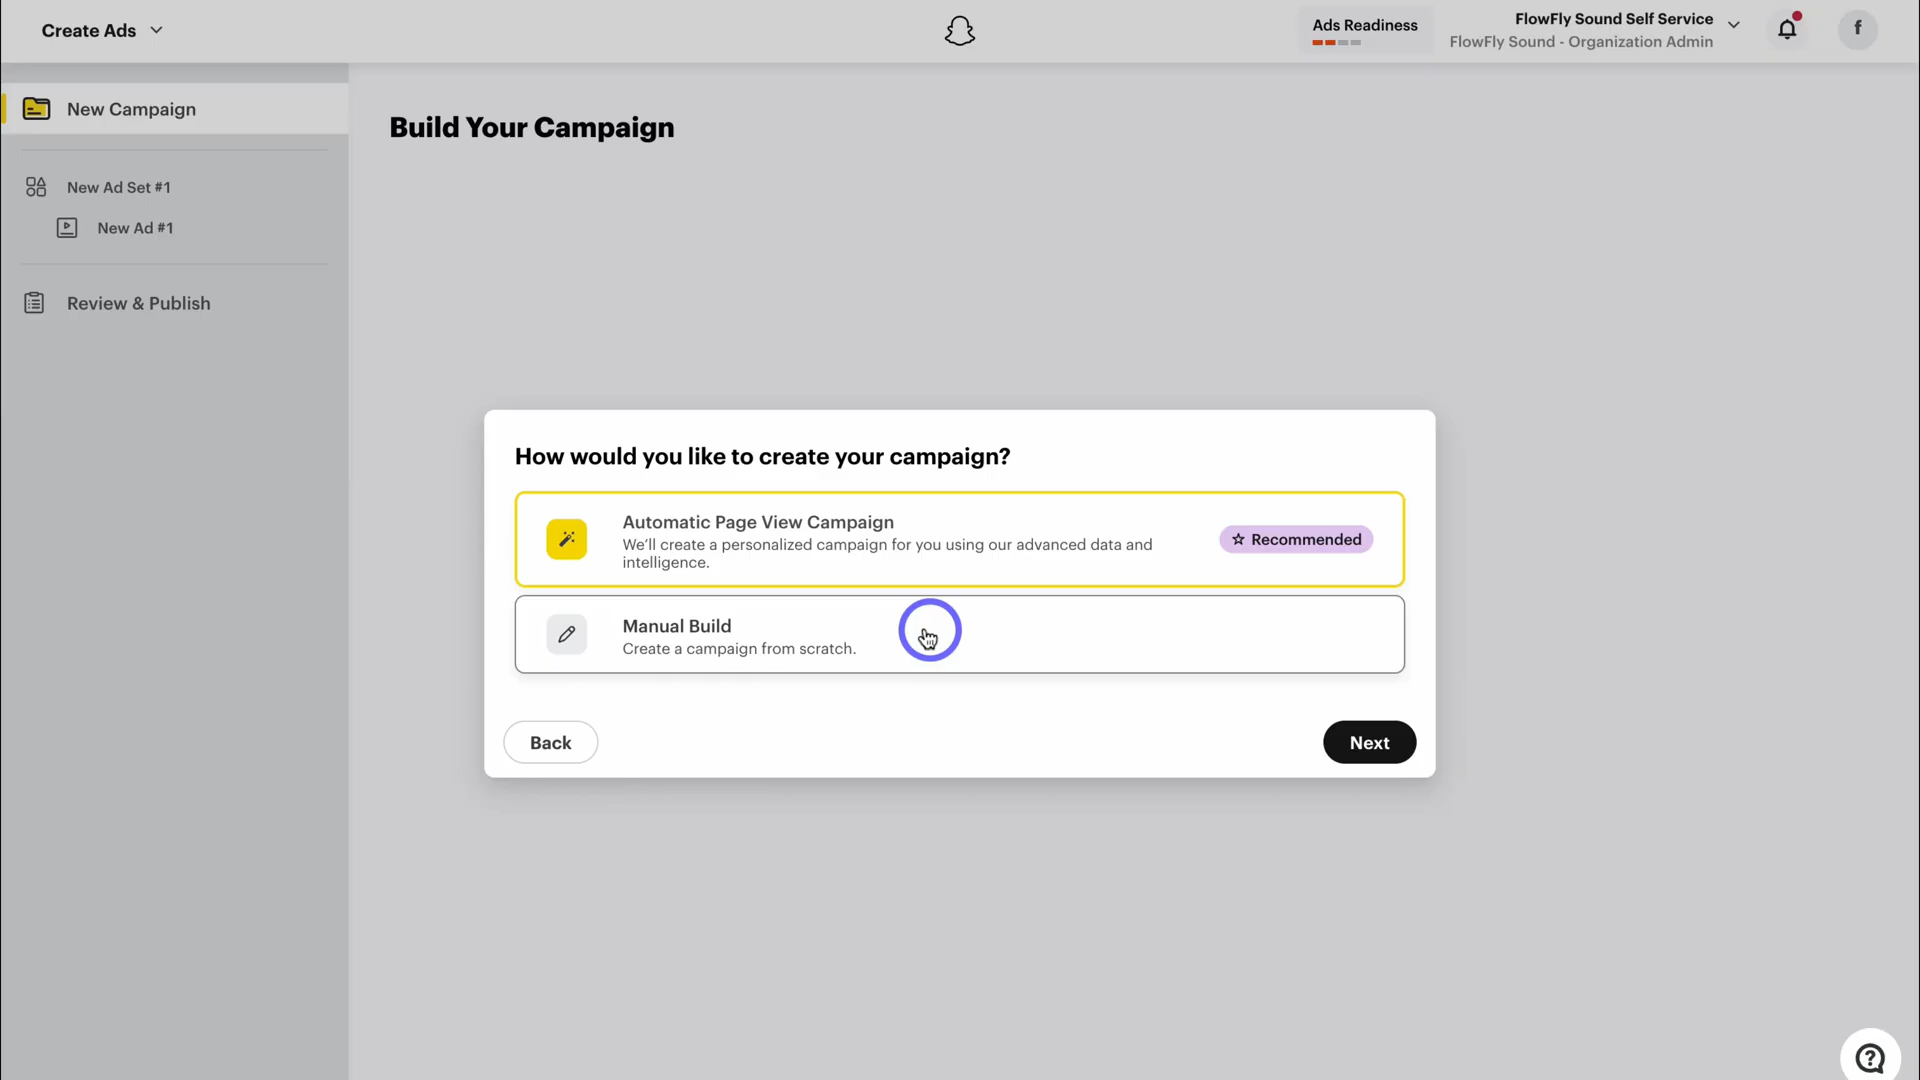 Create Ads
Ads Readiness
FlowFly Sound Self Service
FlowFly Sound - Organization Admin
f
New Campaign
New Ad Set #1
New Ad #1
Review & Publish
Build Your Campaign
How would you like to create your campaign?
Automatic Page View Campaign
We'll create a personalized campaign for you using our advanced data and
intelligence.
Recommended
Manual Build
Create a campaign from scratch.
Back
Next